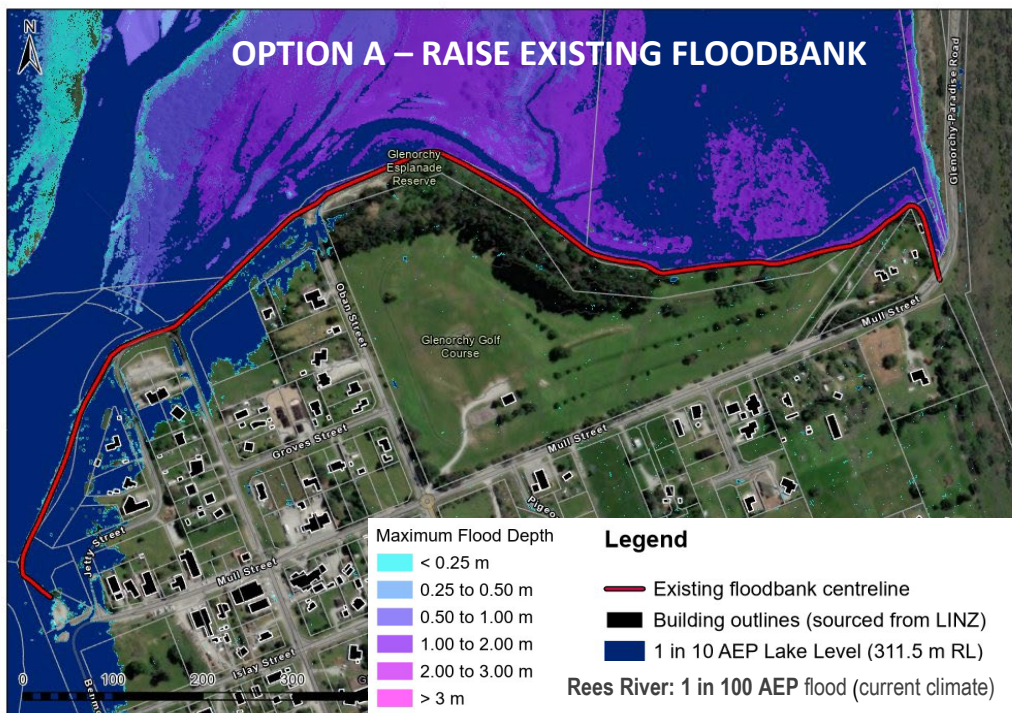 N
OPTION A – RAISE EXISTING FLOODBANK
Glenorchy-Paradise Road
Glenorchy
Esplanade
Reserve
Oban Street
Glenorchy Golf
Course
Mull Street
Groves Street
Mull Street
Jetty Street
Mull Street
Islay Street
0 100 200 300
Maximum Flood Depth
< 0.25 m
0.25 to 0.50 m
0.50 to 1.00 m
1.00 to 2.00 m
2.00 to 3.00 m
> 3 m
Legend
Existing floodbank centreline
Building outlines (sourced from LINZ)
1 in 10 AEP Lake Level (311.5 m RL)
Rees River: 1 in 100 AEP flood (current climate)